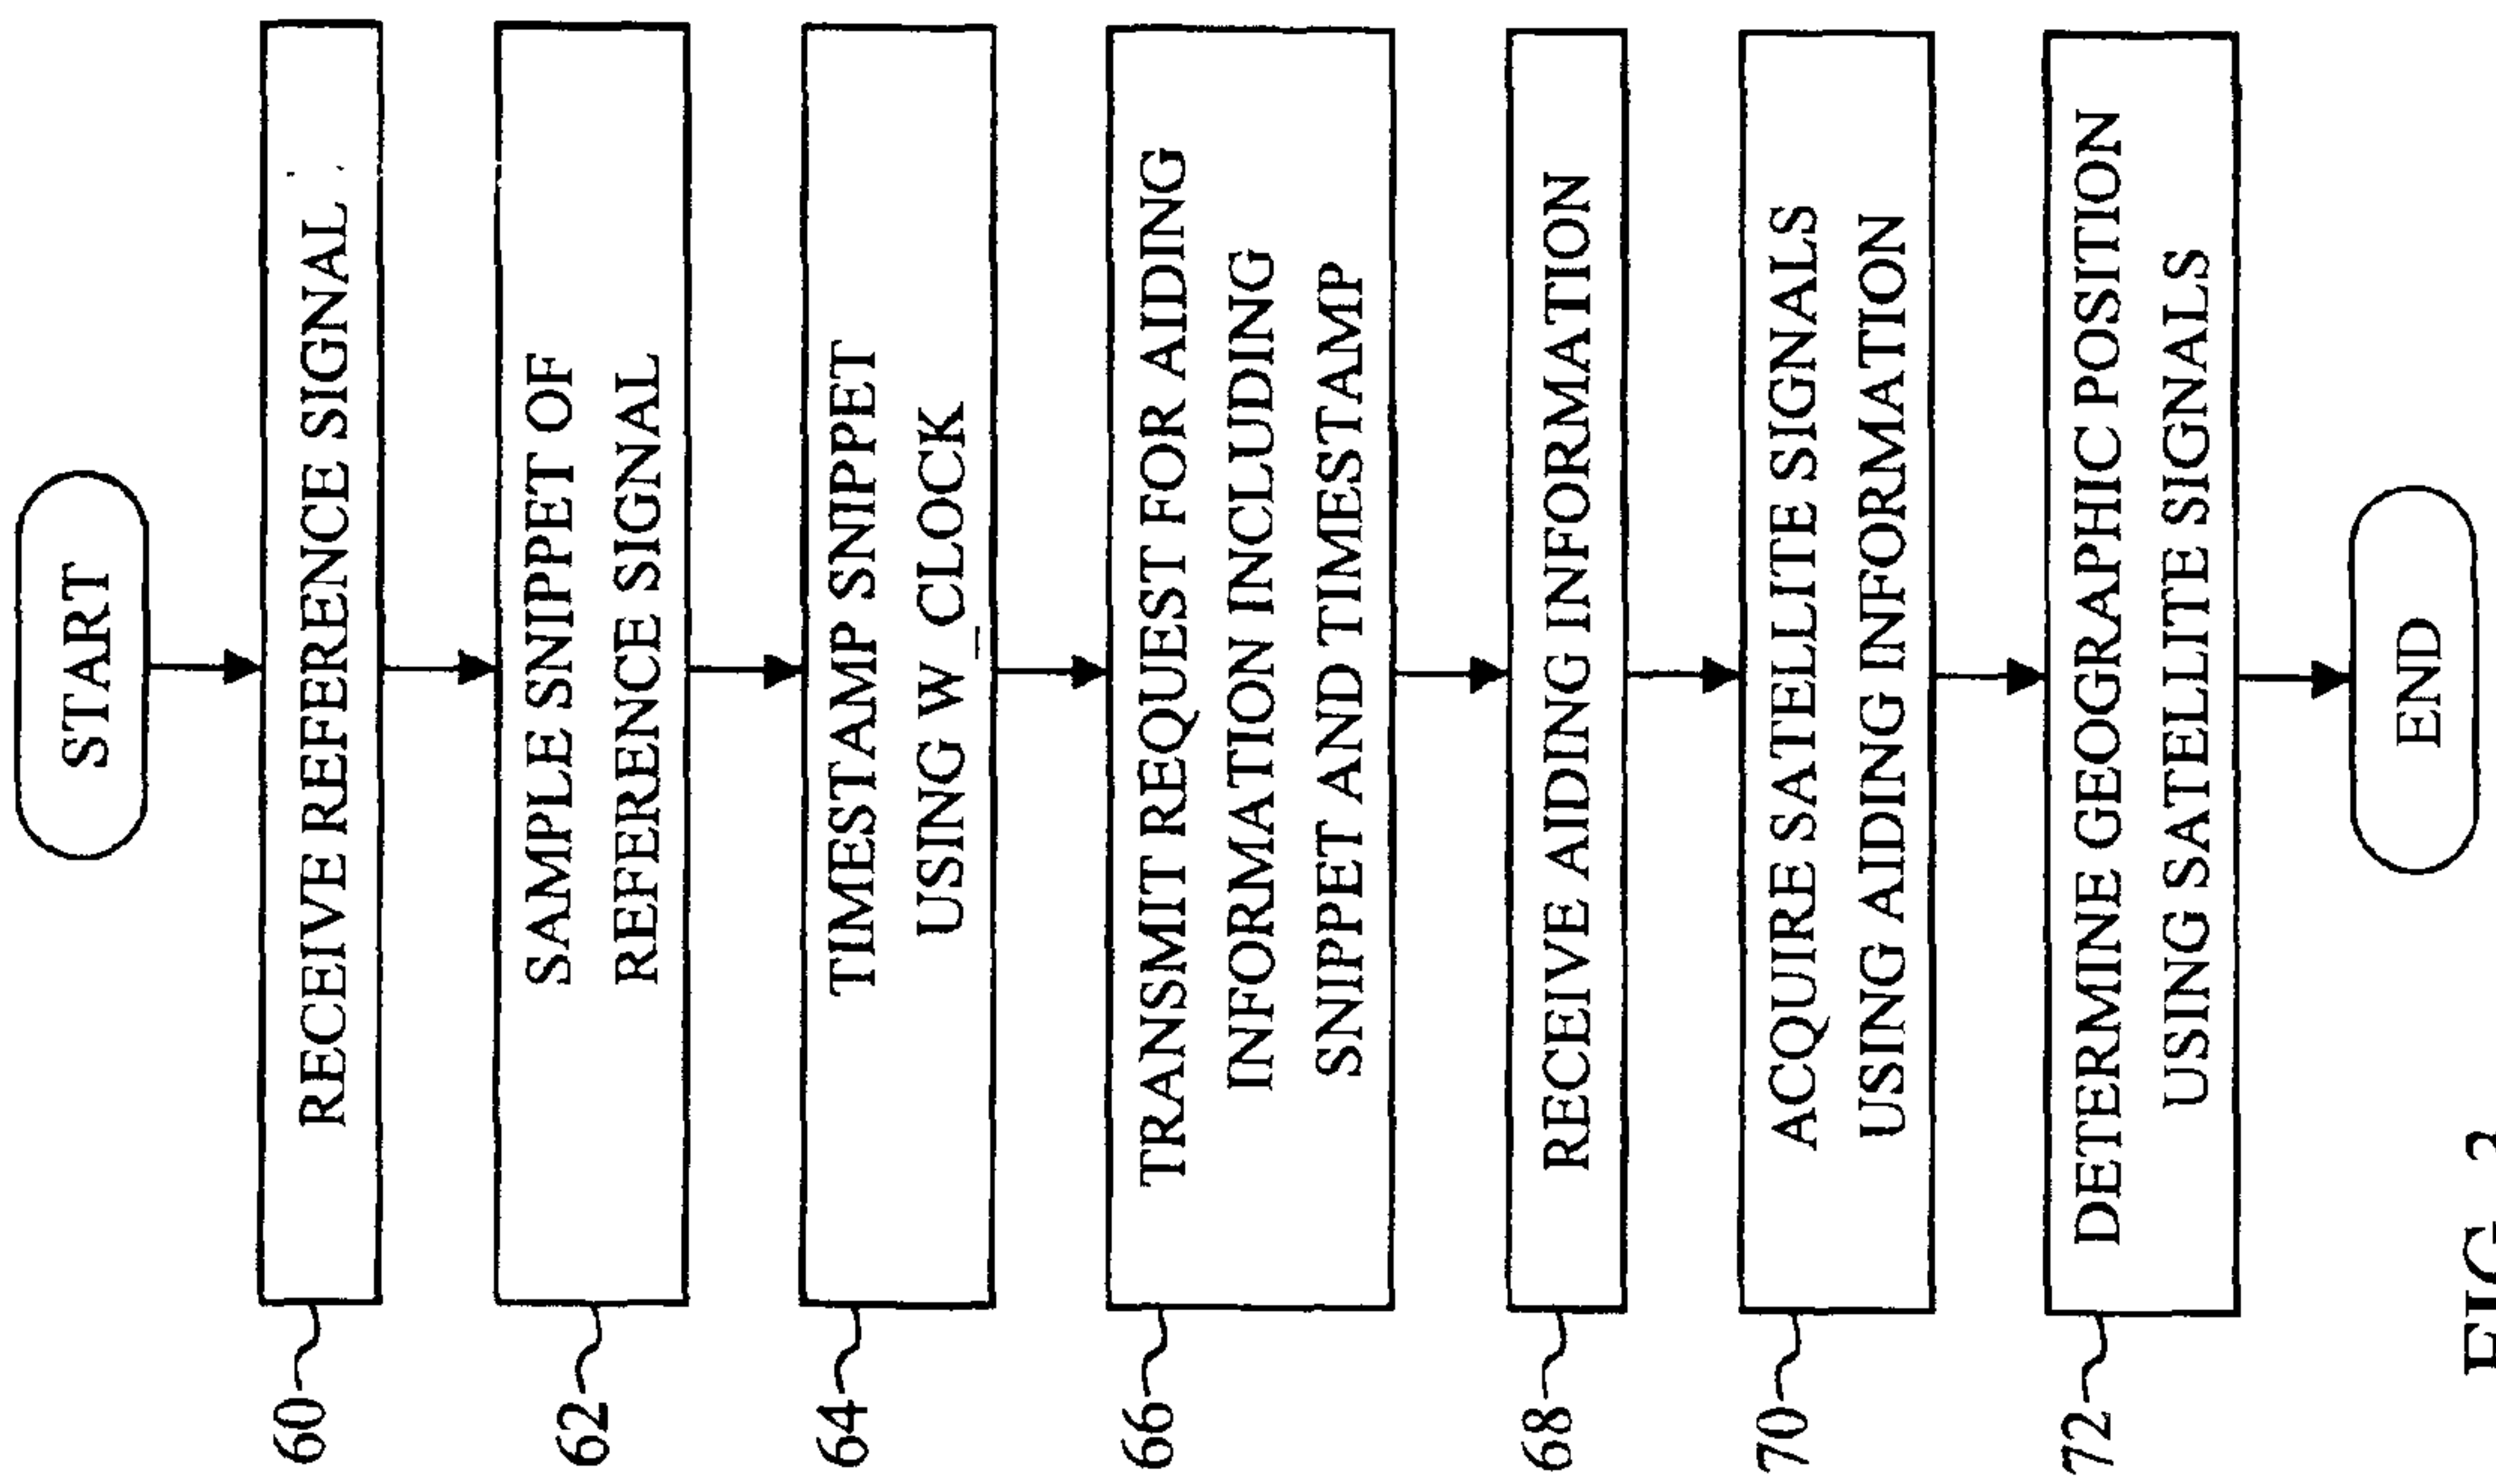 START
60
RECEIVE REFERENCE SIGNAL
62
SAMPLE SNIPPET OF
REFERENCE SIGNAL
64
TIMESTAMP SNIPPET
USING W_CLOCK
66
TRANSMIT REQUEST FOR AIDING
INFORMATION INCLUDING
SNIPPET AND TIMESTAMP
68
RECEIVE AIDING INFORMATION
70
ACQUIRE SATELLITE SIGNALS
USING AIDING INFORMATION
72
DETERMINE GEOGRAPHIC POSITION
USING SATELLITE SIGNALS
END